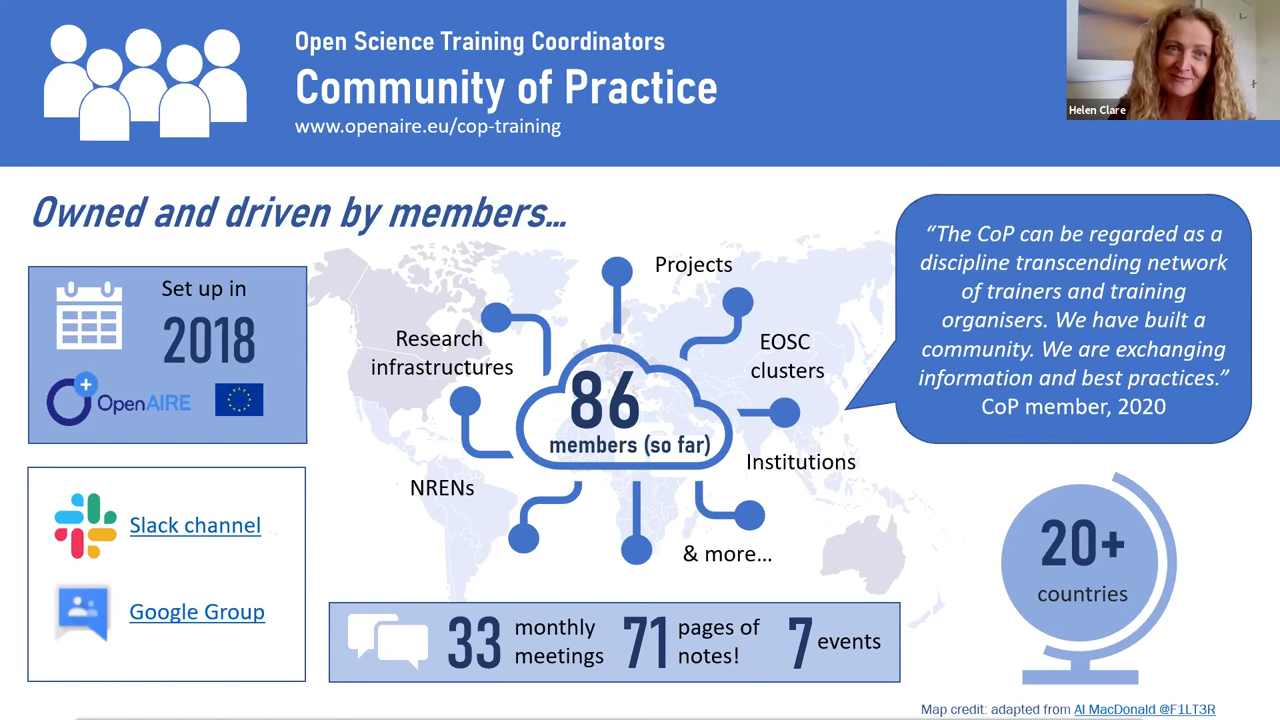 Open Science Training Coordinators
Community of Practice
www.openaire.eu/cop-training
Helen Clare
Owned and driven by members...
Set up in
2018
OpenAIRE
Slack channel
Google Group
Projects
Research
infrastructures
EOSC
clusters
86
members (so far)
Institutions
NRENs
& more...
33 monthly
meetings
71 pages of
notes!
7 events
“The CoP can be regarded as a
discipline transcending network
of trainers and training
organisers. We have built a
community. We are exchanging
information and best practices.”
CoP member, 2020
20+
countries
Map credit: adapted from Al MacDonald @F1LT3R